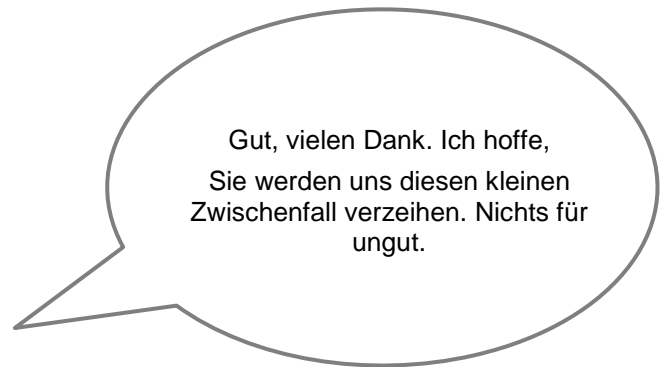 Gut, vielen Dank. Ich hoffe,
Sie werden uns diesen kleinen
Zwischenfall verzeihen. Nichts für
ungut.